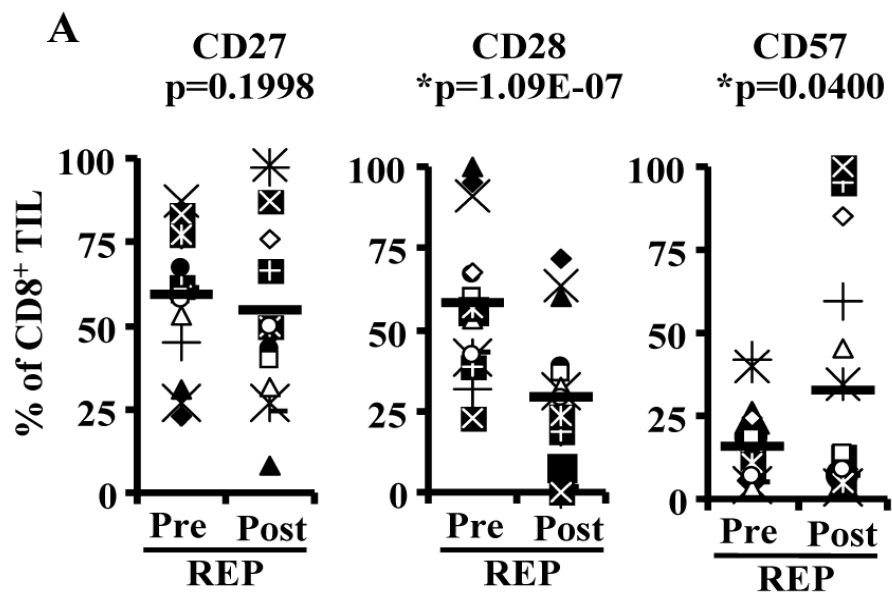 A
CD27
p=0.1998
CD28
*p=1.09E-07
CD57
*p=0.0400
% of CD8⁺ TIL
100
75
50
25
0
Pre Post
REP
100
75
50
25
0
Pre Post
REP
100
75
50
25
0
Pre Post
REP